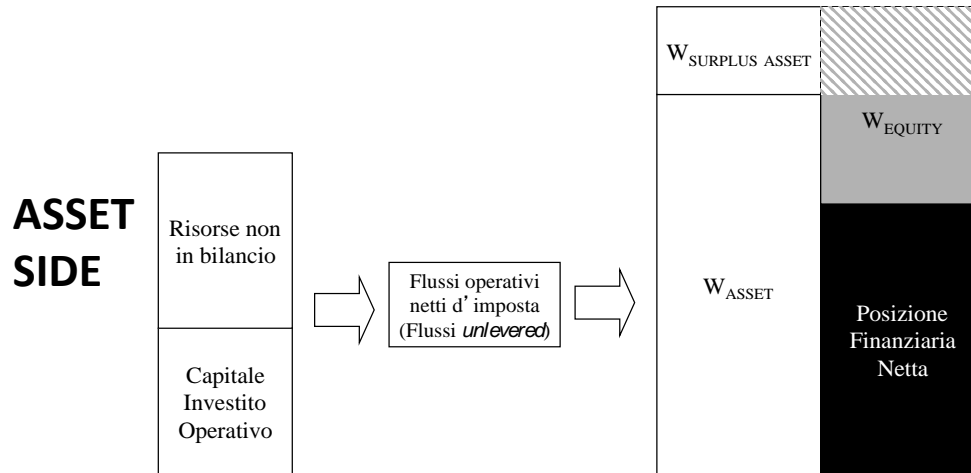 ASSET
SIDE
Risorse non
in bilancio
Capitale
Investito
Operativo
Flussi operativi
netti d’imposta
(Flussi unlevered)
W SURPLUS ASSET
W ASSET
W EQUITY
Posizione
Finanziaria
Netta